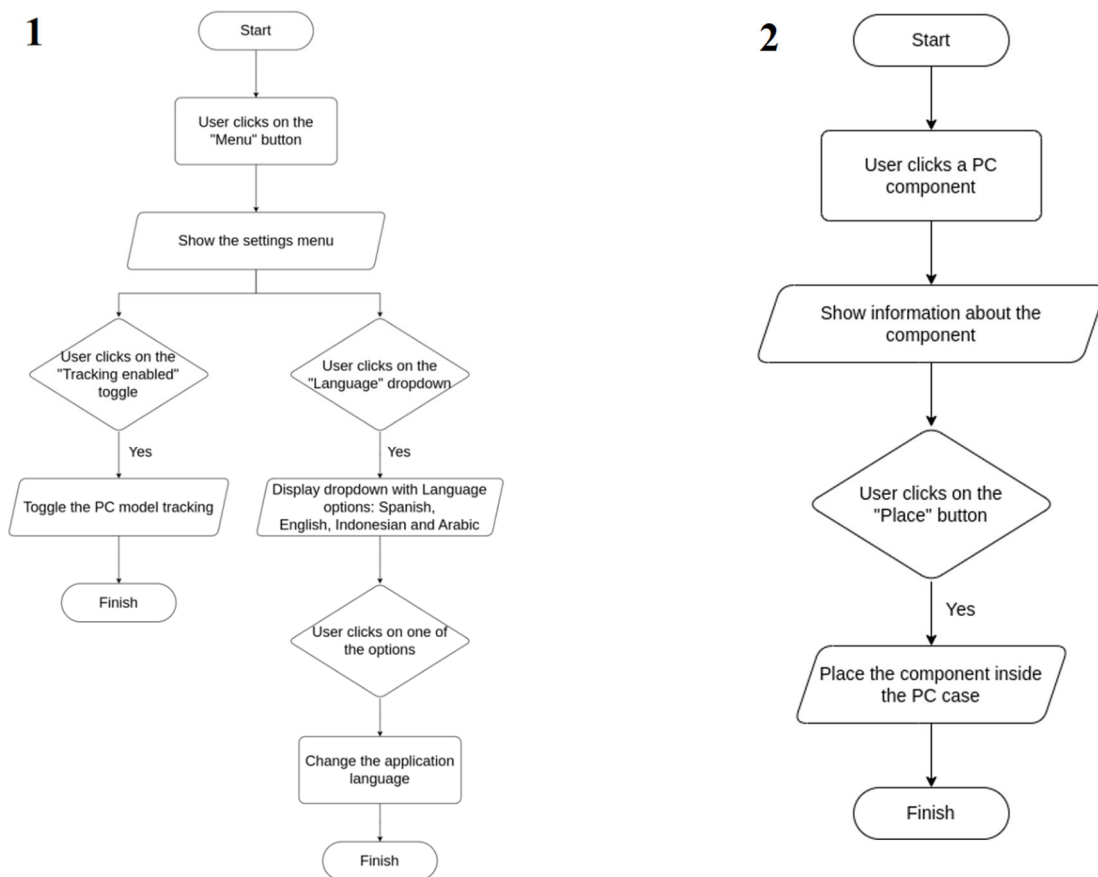 1
Start
User clicks on the
"Menu" button
Show the settings menu
User clicks on the
"Tracking enabled"
toggle
Yes
Toggle the PC model tracking
Finish
User clicks on the
"Language" dropdown
Yes
Display dropdown with Language
options: Spanish,
English, Indonesian and Arabic
User clicks on one of
the options
Change the application
language
Finish
2
Start
User clicks a PC
component
Show information about the
component
User clicks on the
"Place" button
Yes
Place the component inside
the PC case
Finish